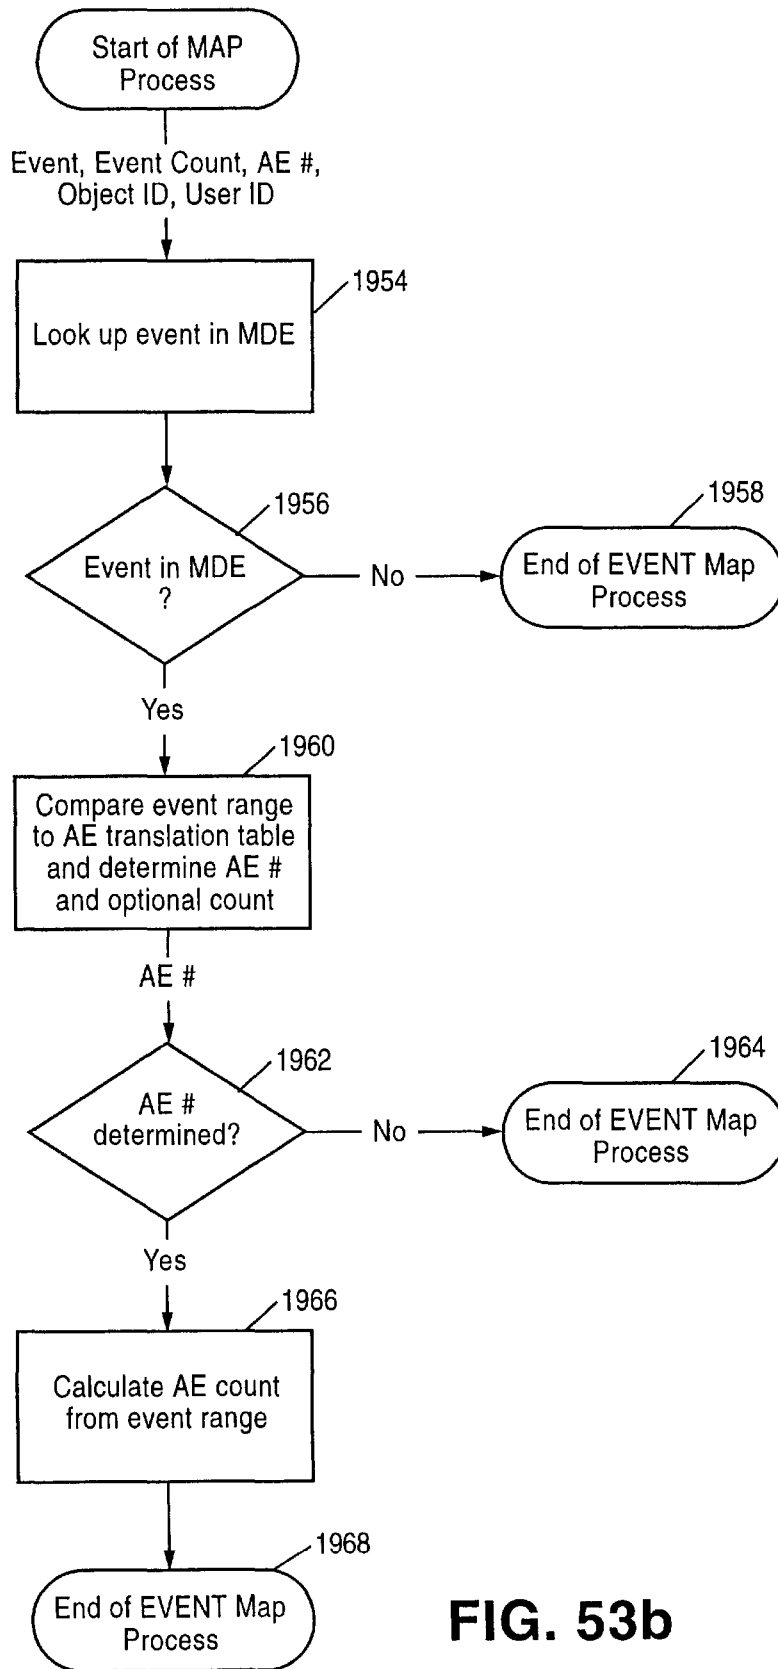 Start of MAP
Process
Event, Event Count, AE #,
Object ID, User ID
1954
Look up event in MDE
1956
Event in MDE
?
No
1958
End of EVENT Map
Process
Yes
1960
Compare event range
to AE translation table
and determine AE #
and optional count
AE #
1962
AE #
determined?
No
1964
End of EVENT Map
Process
Yes
1966
Calculate AE count
from event range
1968
End of EVENT Map
Process
FIG. 53b